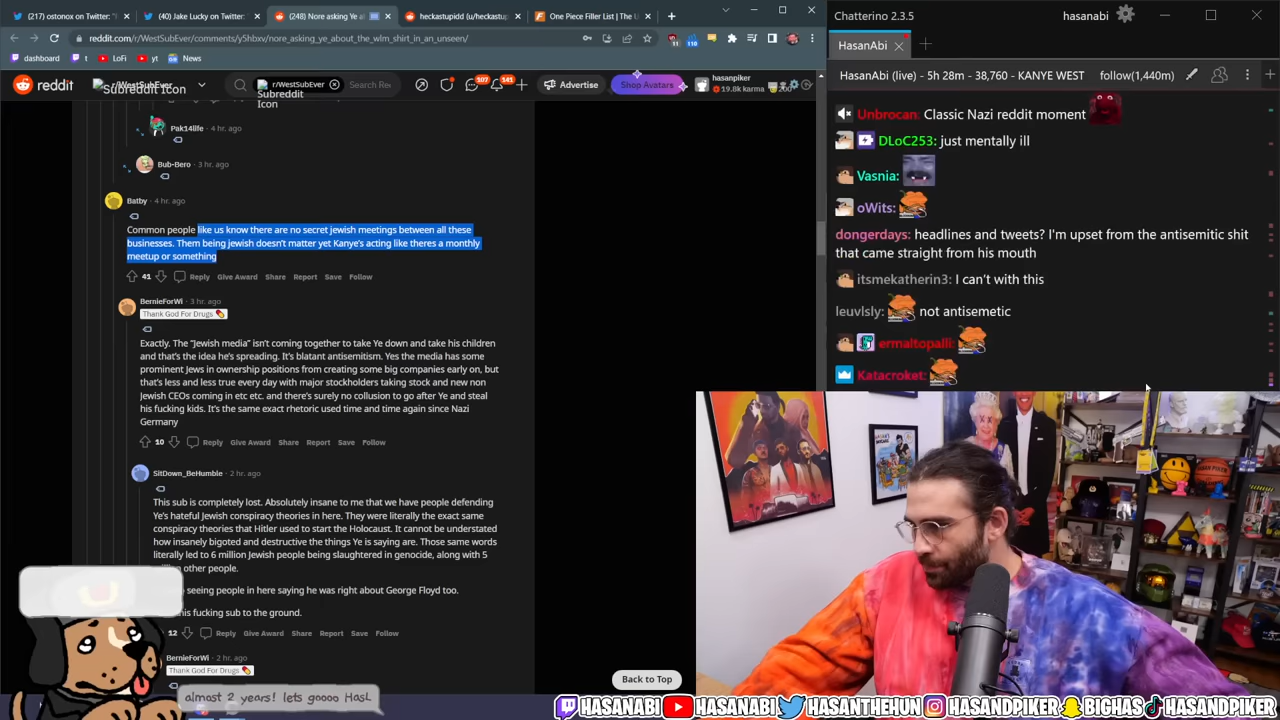 (217) ostonox on Twitter: "
(40) Jake Lucky on Twitter: "
(248) Nore asking Ye a
heckastupidd (u/heckastupid
One Piece Filler List | The U
reddit.com/r/WestSubEver/comments/y5hbxv/nore_asking_ye_about_the_wlm_shirt_in_an_unseen/
dashboard
t
LoFi
yt
News
reddit
r/WestSubEver
Subreddit Icon
r/WestSubEver
Subreddit
Icon
Search Re
307
141
Advertise
Shop Avatars
hasanpiker
19.8k karma
Pak14life · 4 hr. ago
Bub-Bero · 3 hr. ago
Batby · 4 hr. ago
Common people like us know there are no secret jewish meetings between all these
businesses. Them being jewish doesn't matter yet Kanye's acting like theres a monthly
meetup or something
41 Reply Give Award Share Report Save Follow
BernieForWi · 3 hr. ago
Thank God For Drugs
Exactly. The "Jewish media" isn't coming together to take Ye down and take his children
and that's the idea he's spreading. It's blatant antisemitism. Yes the media has some
prominent Jews in ownership positions from creating some big companies early on, but
that's less and less true every day with major stockholders taking stock and new non
Jewish CEOs coming in etc etc. and there's surely no collusion to go after Ye and steal
his fucking kids. It's the same exact rhetoric used time and time again since Nazi
Germany
10 Reply Give Award Share Report Save Follow
SitDown_BeHumble · 2 hr. ago
This sub is completely lost. Absolutely insane to me that we have people defending
Ye's hateful Jewish conspiracy theories in here. They were literally the exact same
conspiracy theories that Hitler used to start the Holocaust. It cannot be understated
how insanely bigoted and destructive the things Ye is saying are. Those same words
literally led to 6 million Jewish people being slaughtered in genocide, along with 5
other people.
seeing people in here saying he was right about George Floyd too.
his fucking sub to the ground.
12 Reply Give Award Share Report Save Follow
BernieForWi · 2 hr. ago
Thank God For Drugs
almost 2 years! lets goooo HasL
Back to Top
Chatterino 2.3.5
hasanabi
HasanAbi
HasanAbi (live) - 5h 28m - 38,760 - KANYE WEST
follow(1,440m)
Unbrocan: Classic Nazi reddit moment
DLoC253: just mentally ill
Vasnia:
oWits:
dongerdays: headlines and tweets? I'm upset from the antisemitic shit
that came straight from his mouth
itsmekatherin3: I can't with this
leuvlsly: not antisemetic
ermaltopalli:
Katacroket:
HASANABI HASANABI HASANTHEHUN HASANDPIKER BIGHAS HASANDPIKER